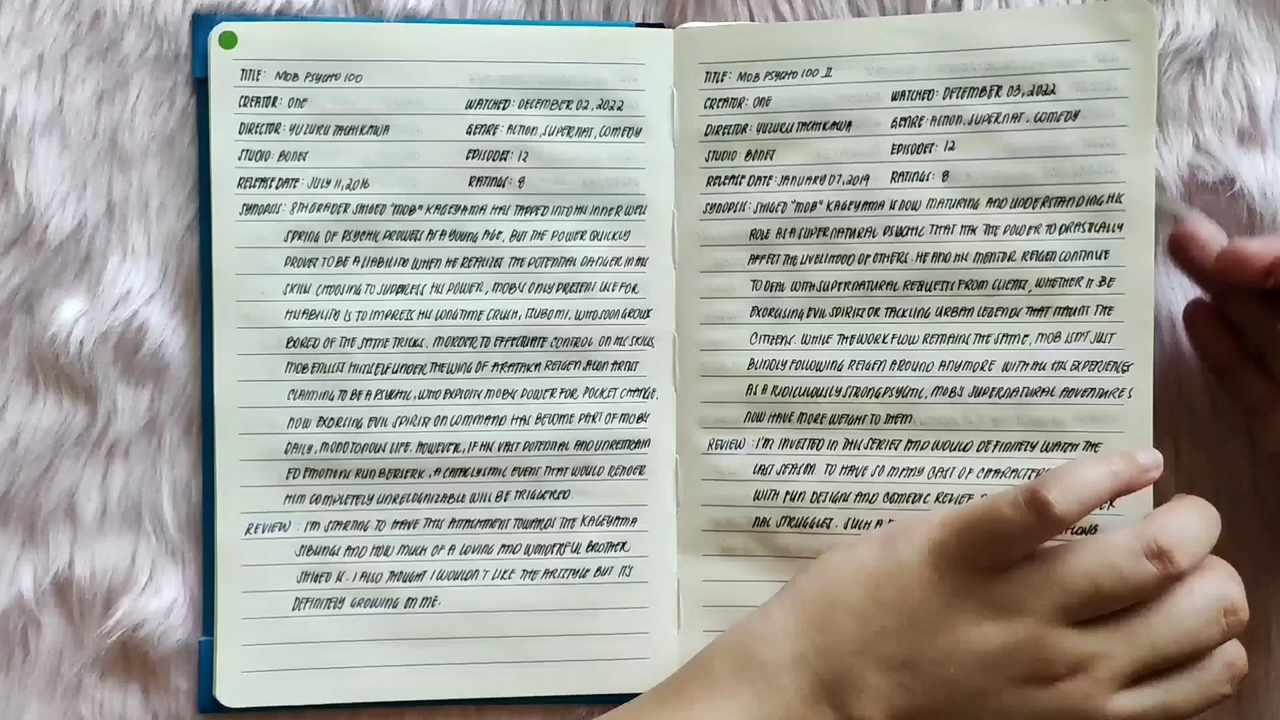 TITLE: MOB PSYCHO 100
CREATOR: ONE WATCHED: DECEMBER 02, 2022
DIRECTOR: YUZURU TACHIKAWA GENRE: ACTION, SUPERNAT., COMEDY
STUDIO: BONES EPISODES: 12
RELEASE DATE: JULY 11, 2016 RATINGS: 8
SYNOPSIS: 8TH GRADER SHIGEO "MOB" KAGEYAMA HAS TAPPED INTO HIS INNER WELL
SPRING OF PSYCHIC PROWESS AT A YOUNG AGE, BUT THE POWER QUICKLY
PROVES TO BE A LIABILITY WHEN HE REALIZES THE POTENTIAL DANGER IN HIS
SKILLS CHOOSING TO SUPPRESS HIS POWER, MOB'S ONLY PRESENT USE FOR
HIS ABILITY IS TO IMPRESS HIS LONGTIME CRUSH, TSUBOMI, WHO SOON GROWS
BORED OF THE SAME TRICKS. IN ORDER TO EFFECTUATE CONTROL ON HIS SKILLS,
MOB ENLISTS HIMSELF UNDER THE WING OF ARATAKA REIGEN, A CON ARTIST
CLAIMING TO BE A PSYCHIC, WHO EXPLOITS MOB'S POWER FOR POCKET CHANGE.
NOW EXORCISING EVIL SPIRITS ON COMMAND HAS BECOME PART OF MOB'S
DAILY, MONOTONOUS LIFE. HOWEVER, IF HIS VAST POTENTIAL AND UNRESTRAIN
ED EMOTIONS RUN BERSERK, A CATACLYSMIC EVENT THAT WOULD RENDER
HIM COMPLETELY UNRECOGNIZABLE WILL BE TRIGGERED.
REVIEW: I'M STARING TO HAVE THIS ATTACHMENT TOWARDS THE KAGEYAMA
SIBLINGS AND HOW MUCH OF A LOVING AND WONDERFUL BROTHER
SHIGEO IS. I ALSO THOUGHT I WOULDN'T LIKE THE ARTSTYLE BUT IT'S
DEFINITELY GROWING ON ME.
TITLE: MOB PSYCHO 100 II
CREATOR: ONE WATCHED: DECEMBER 03, 2022
DIRECTOR: YUZURU TACHIKAWA GENRE: ACTION, SUPERNAT., COMEDY
STUDIO: BONES EPISODES: 12
RELEASE DATE: JANUARY 07, 2019 RATINGS: 8
SYNOPSIS: SHIGEO "MOB" KAGEYAMA IS NOW MATURING AND UNDERSTANDING HIS
ROLE AS A SUPERNATURAL PSYCHIC THAT HAS THE POWER TO DRASTICALLY
AFFECT THE LIVELIHOOD OF OTHERS. HE AND HIS MENTOR REIGEN CONTINUE
TO DEAL WITH SUPERNATURAL REQUESTS FROM CLIENTS, WHETHER IT BE
EXORCISING EVIL SPIRITS OR TACKLING URBAN LEGENDS THAT HAUNT THE
CITIZENS. WHILE THE WORKFLOW REMAINS THE SAME, MOB ISN'T JUST
BLINDLY FOLLOWING REIGEN AROUND ANYMORE WITH ALL HIS EXPERIENCES
AS A RIDICULOUSLY STRONG PSYCHIC, MOB'S SUPERNATURAL ADVENTURES
NOW HAVE MORE WEIGHT TO THEM
REVIEW: I'M INVESTED IN THIS SERIES AND WOULD DEFINITELY WATCH THE
LAST SEASON TO HAVE SO MANY CAST OF CHARACTERS
WITH FUN DESIGNS AND COMEDIC RELIEF
NAL STRUGGLES. SUCH A